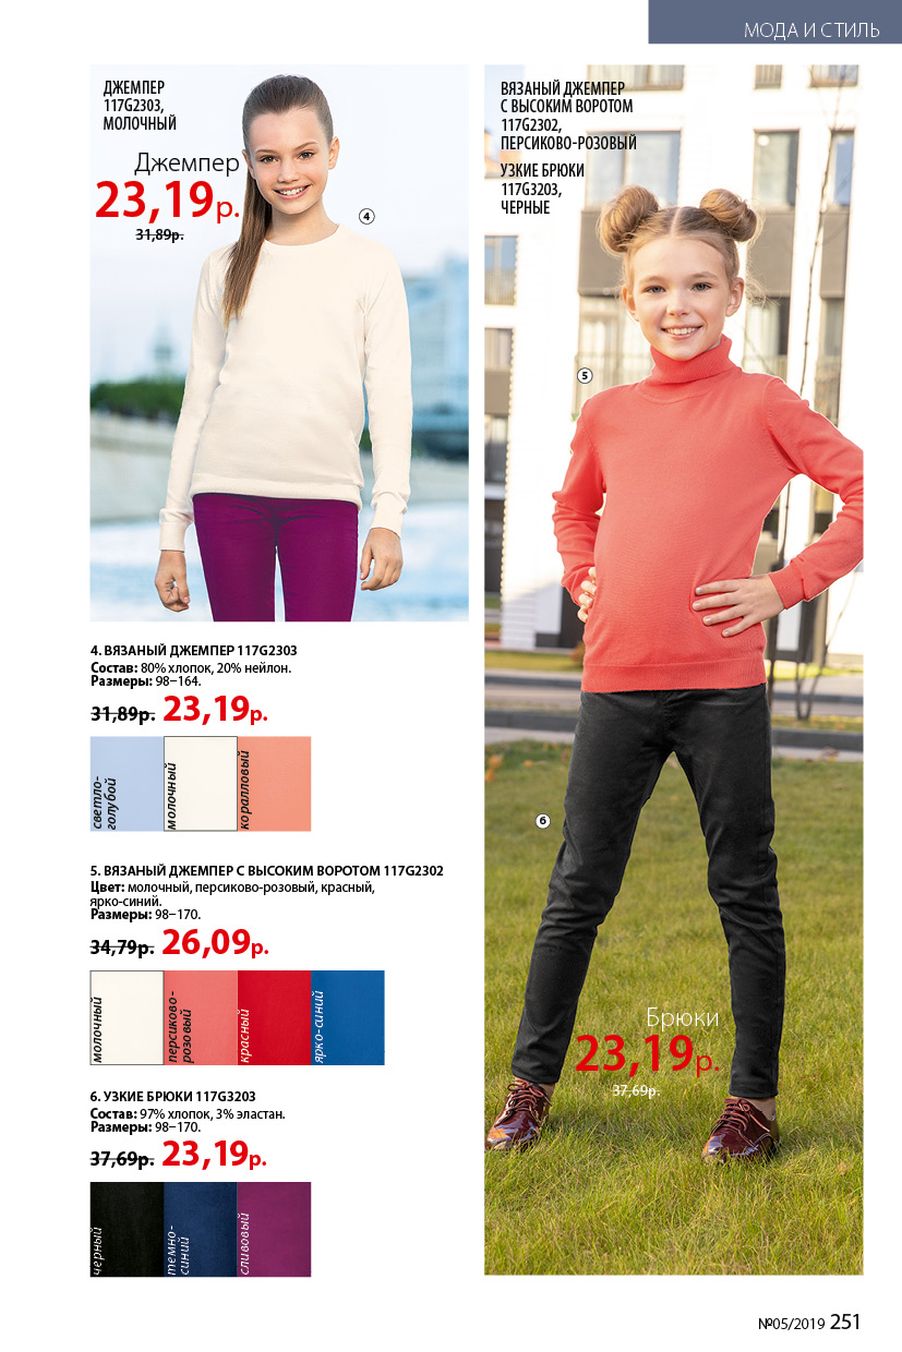 МОДА И СТИЛЬ
ДЖЕМПЕР
117G2303,
МОЛОЧНЫЙ
Джемпер
23,19р.
31,89р.
4
ВЯЗАНЫЙ ДЖЕМПЕР
С ВЫСОКИМ ВОРОТОМ
117G2302,
ПЕРСИКОВО-РОЗОВЫЙ
УЗКИЕ БРЮКИ
117G3203,
ЧЕРНЫЕ
5
6
Брюки
23,19р.
37,69р.
4. ВЯЗАНЫЙ ДЖЕМПЕР 117G2303
Состав: 80% хлопок, 20% нейлон.
Размеры: 98–164.
31,89р. 23,19р.
светло-
голубой
молочный
коралловый
5. ВЯЗАНЫЙ ДЖЕМПЕР С ВЫСОКИМ ВОРОТОМ 117G2302
Цвет: молочный, персиково-розовый, красный,
ярко-синий.
Размеры: 98–170.
34,79р. 26,09р.
молочный
персиково-
розовый
красный
ярко-синий
6. УЗКИЕ БРЮКИ 117G3203
Состав: 97% хлопок, 3% эластан.
Размеры: 98–170.
37,69р. 23,19р.
черный
темно-
синий
сливовый
№05/2019 251